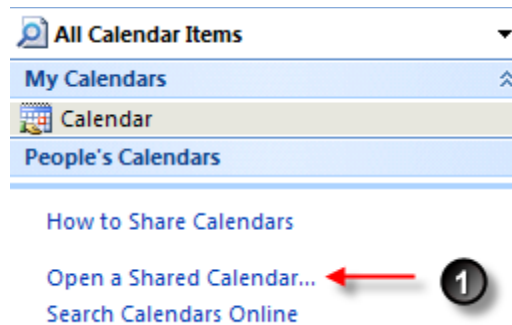 All Calendar Items
My Calendars
Calendar
People's Calendars
How to Share Calendars
Open a Shared Calendar... 1
Search Calendars Online